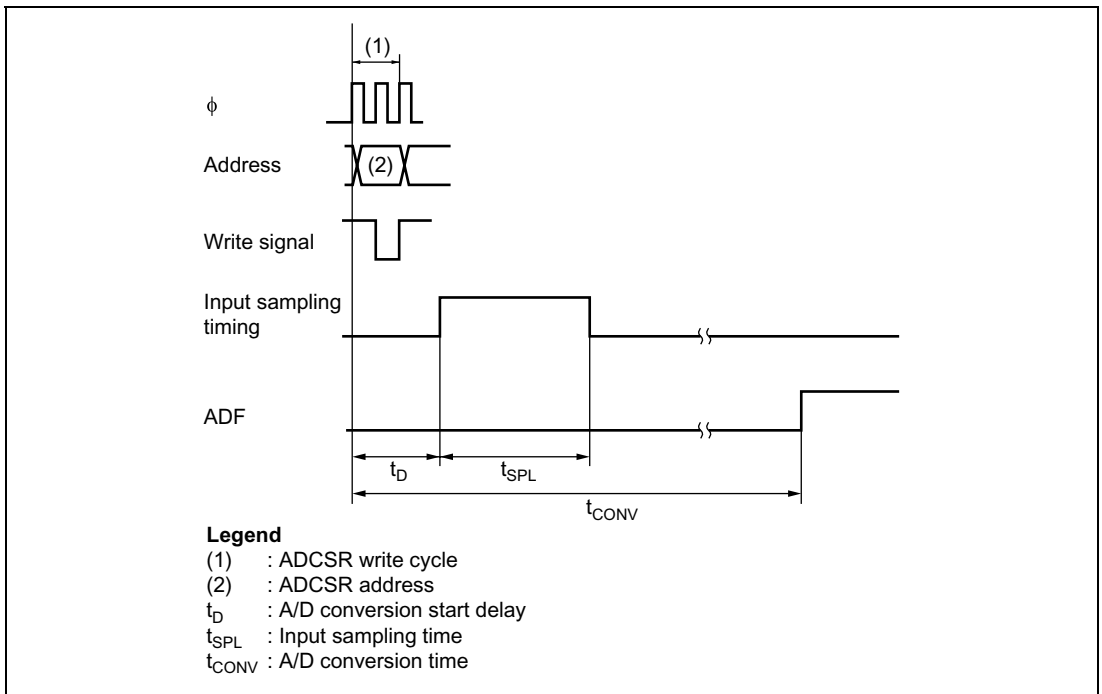 (1)
ϕ
Address
(2)
Write signal
Input sampling
timing
ADF
tD
tSPL
tCONV
Legend
(1) : ADCSR write cycle
(2) : ADCSR address
tD : A/D conversion start delay
tSPL : Input sampling time
tCONV : A/D conversion time